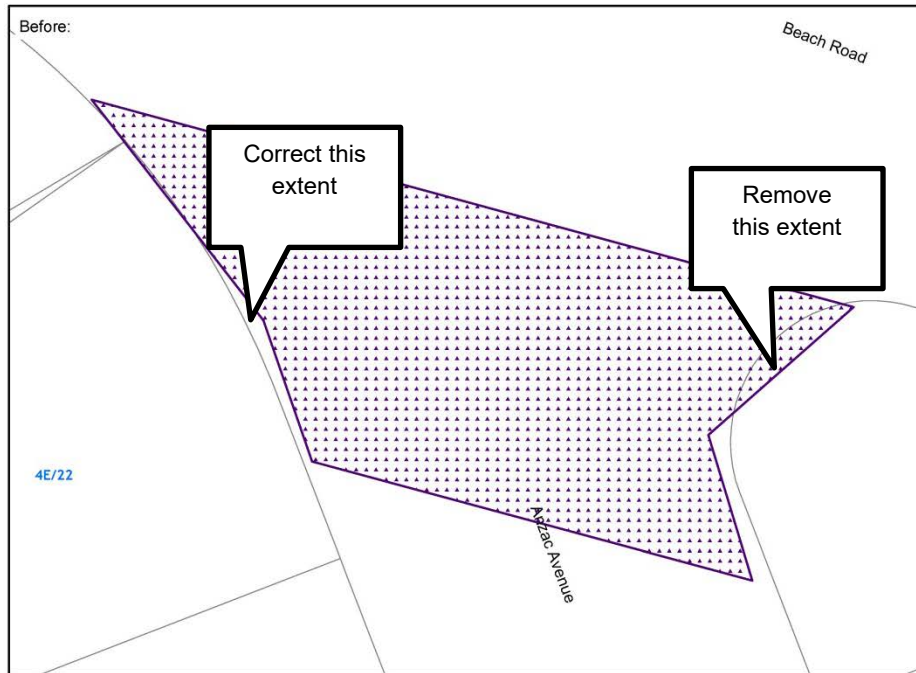 Before:
Beach Road
Correct this
extent
Remove
this extent
4E/22
Anzac Avenue